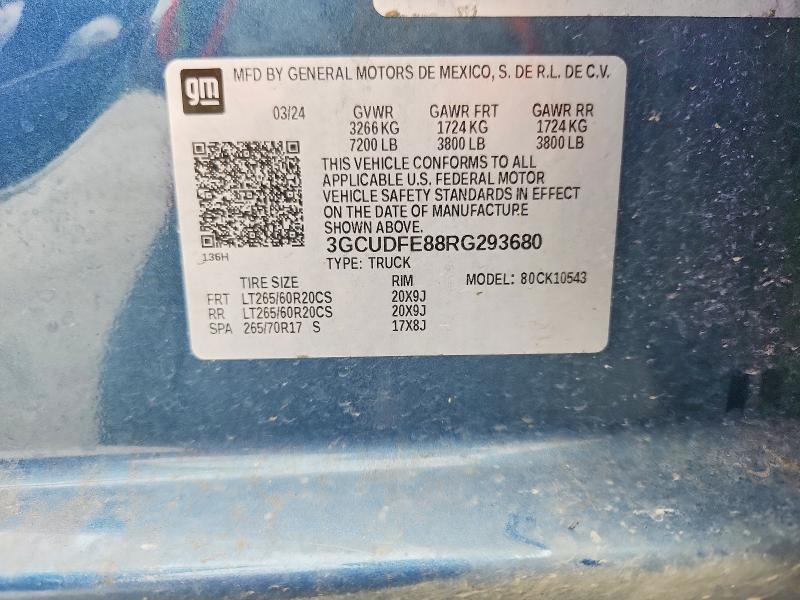 gm
MFD BY GENERAL MOTORS DE MEXICO, S. DE R.L. DE C.V.
03/24 GVWR GAWR FRT GAWR RR
3266 KG 1724 KG 1724 KG
7200 LB 3800 LB 3800 LB
THIS VEHICLE CONFORMS TO ALL
APPLICABLE U.S. FEDERAL MOTOR
VEHICLE SAFETY STANDARDS IN EFFECT
ON THE DATE OF MANUFACTURE
SHOWN ABOVE.
3GCUDFE88RG293680
136H
TYPE: TRUCK
TIRE SIZE RIM MODEL: 80CK10543
FRT LT265/60R20CS 20X9J
RR LT265/60R20CS 20X9J
SPA 265/70R17 S 17X8J